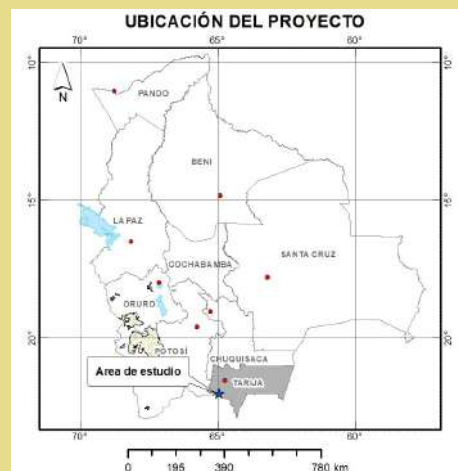 UBICACIÓN DEL PROYECTO
70° 65° 60°
10° 10°
N
PANDO
BENI
15° 15°
LA PAZ
COCHABAMBA
SANTA CRUZ
ORURO
20° 20°
POTOSÍ
CHUQUISACA
Area de estudio
TARIJA
70° 65° 60°
0 195 390 780 km